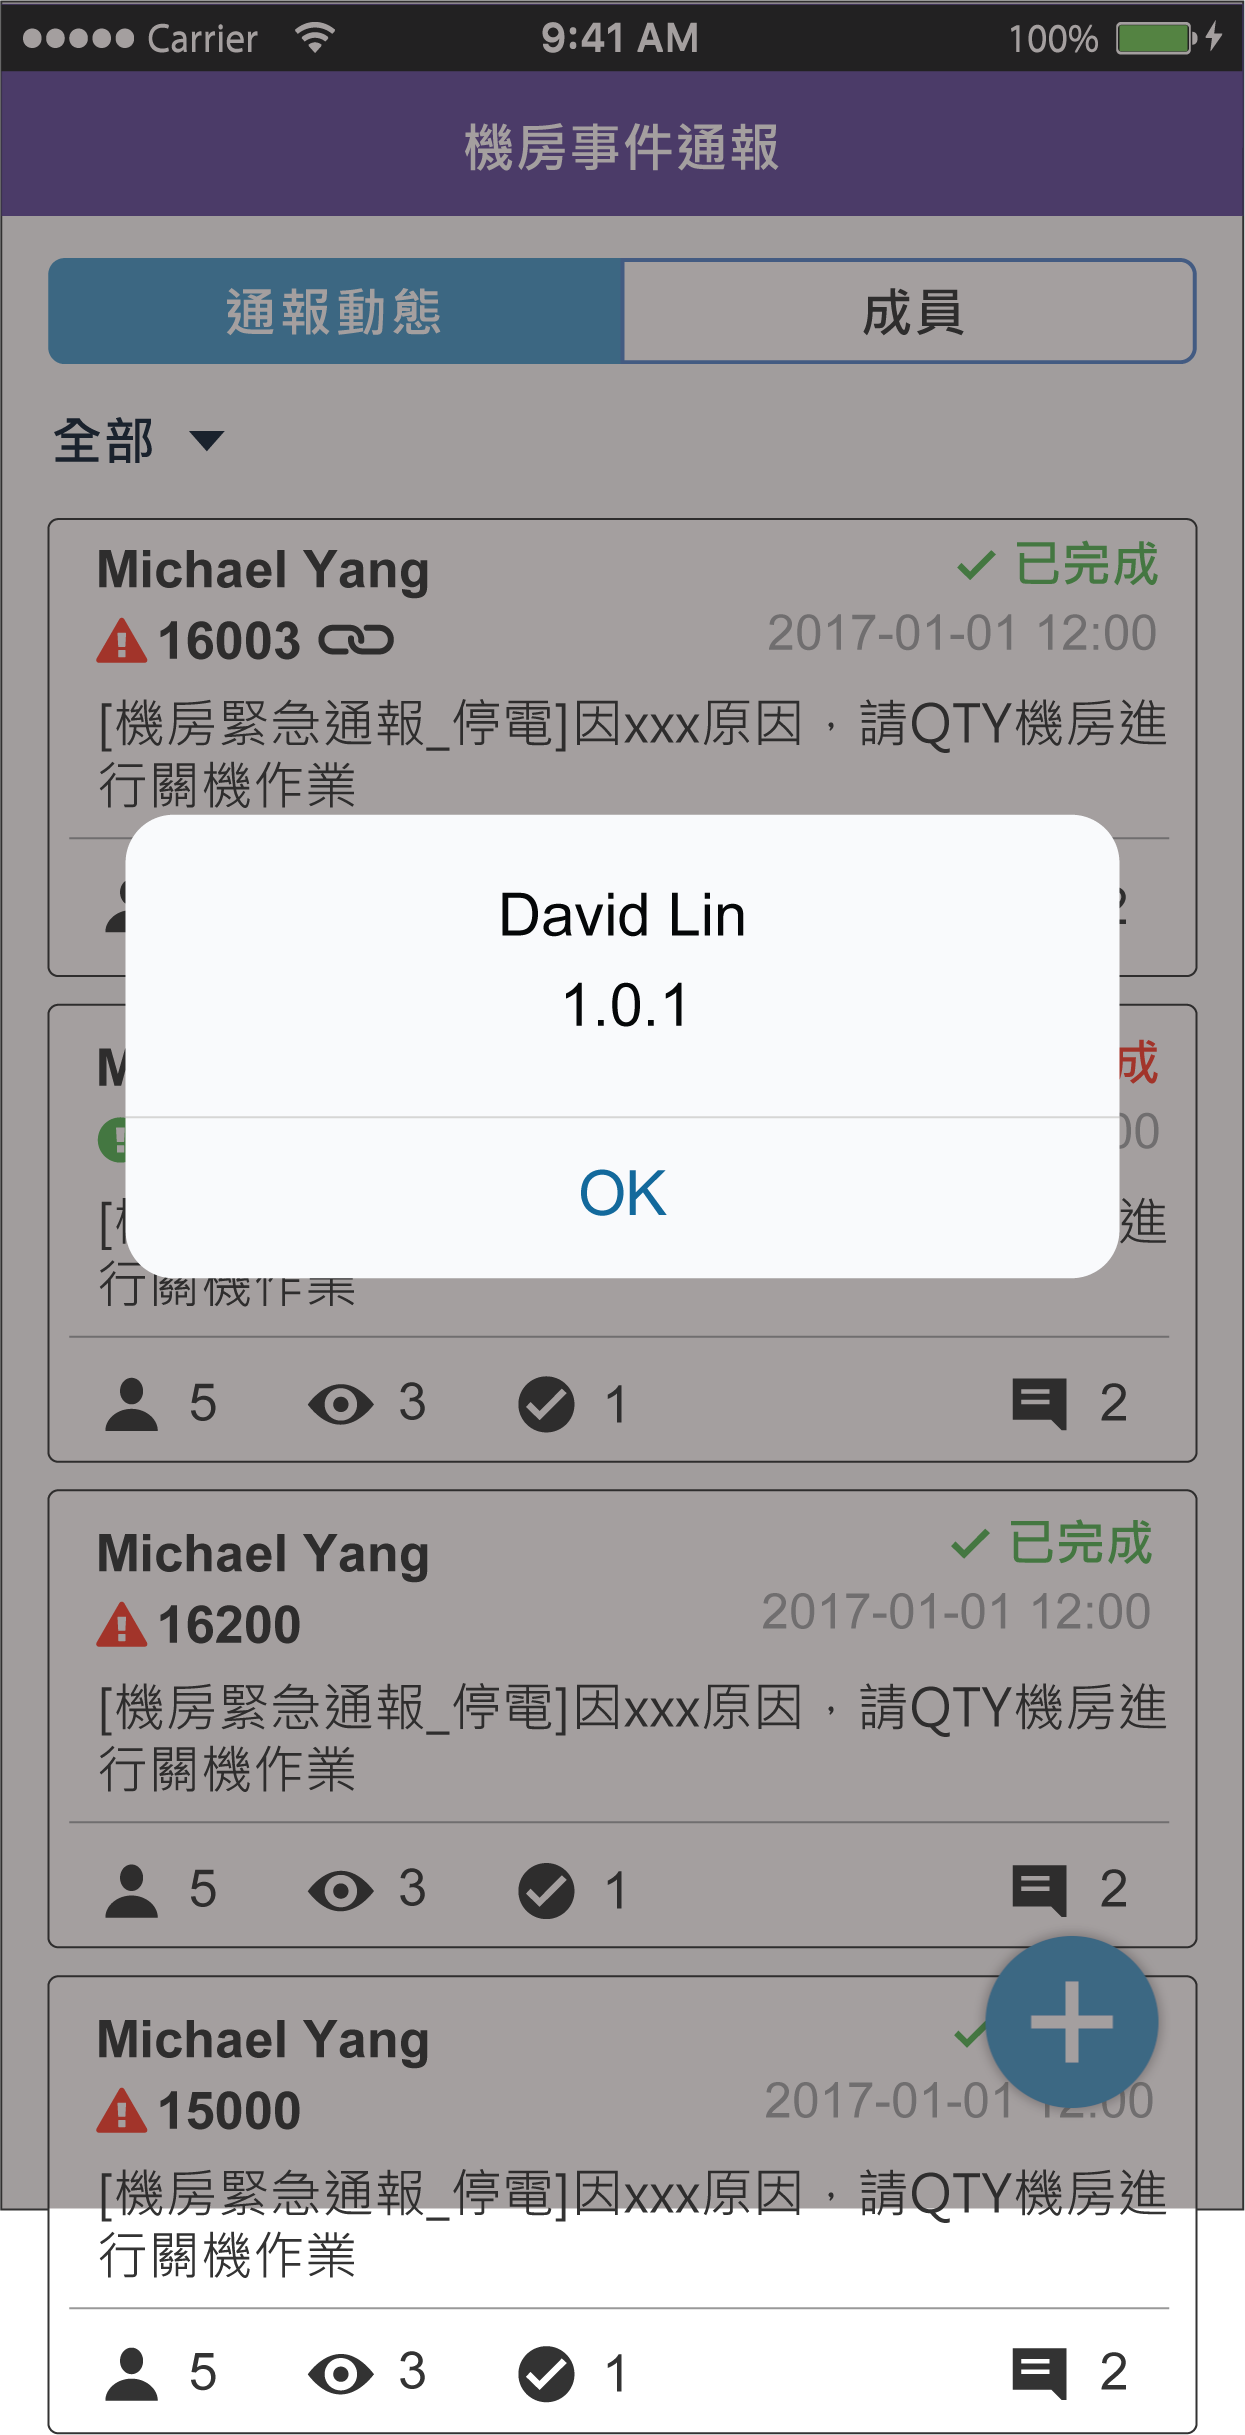 Carrier 9:41 AM 100%
機房事件通報
通報動態 成員
全部
Michael Yang 已完成
16003 2017-01-01 12:00
[機房緊急通報_停電]因xxx原因，請QTY機房進
行關機作業
David Lin
1.0.1
成
進
OK
行關機作業
5 3 1 2
Michael Yang 已完成
16200 2017-01-01 12:00
[機房緊急通報_停電]因xxx原因，請QTY機房進
行關機作業
5 3 1 2
Michael Yang
15000 2017-01-01 12:00
[機房緊急通報_停電]因xxx原因，請QTY機房進
行關機作業
5 3 1 2